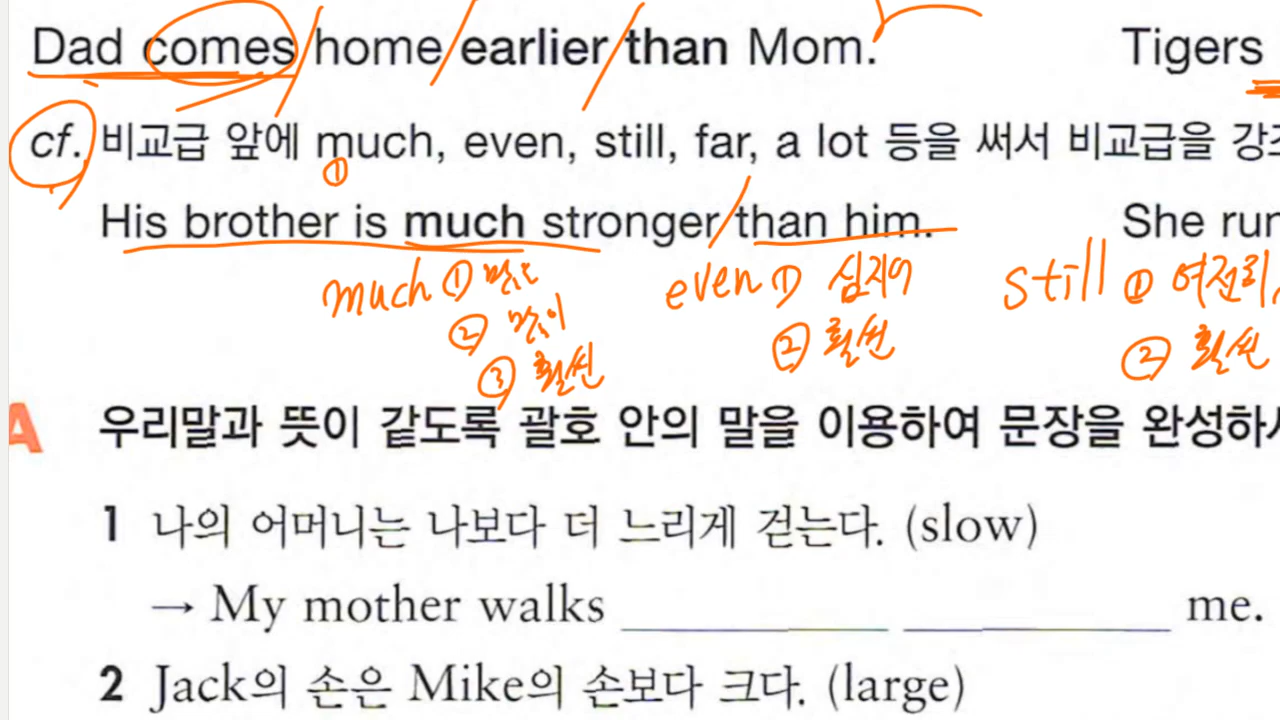 Dad comes home earlier than Mom. Tigers
cf. 비교급 앞에 much, even, still, far, a lot 등을 써서 비교급을 강조
①
His brother is much stronger than him. She run
much ① 많은 even ① 심지어 still ① 여전히
② 많이 ② 훨씬 ② 훨씬
③ 훨씬
A 우리말과 뜻이 같도록 괄호 안의 말을 이용하여 문장을 완성하시
1 나의 어머니는 나보다 더 느리게 걷는다. (slow)
→ My mother walks me.
2 Jack의 손은 Mike의 손보다 크다. (large)